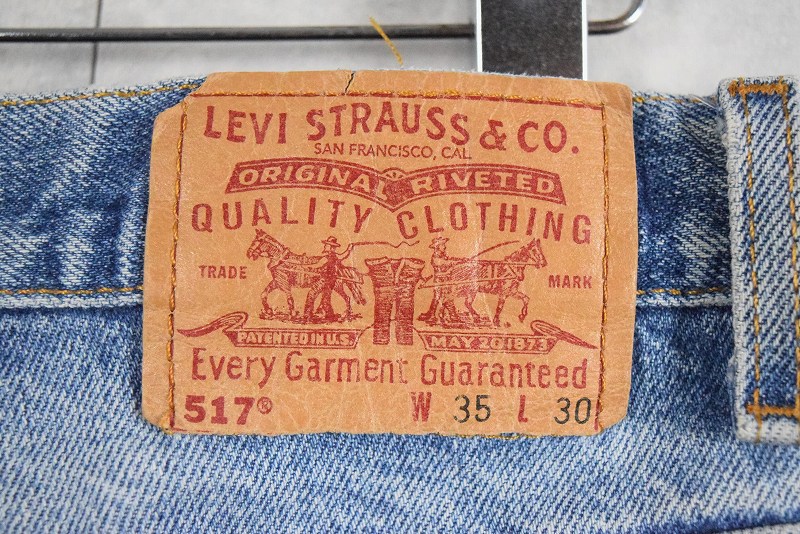 LEVI STRAUSS & CO.
SAN FRANCISCO, CAL.
ORIGINAL RIVETED
QUALITY CLOTHING
TRADE MARK
PATENTED IN U.S. MAY 20 1873
Every Garment Guaranteed
517® W 35 L 30